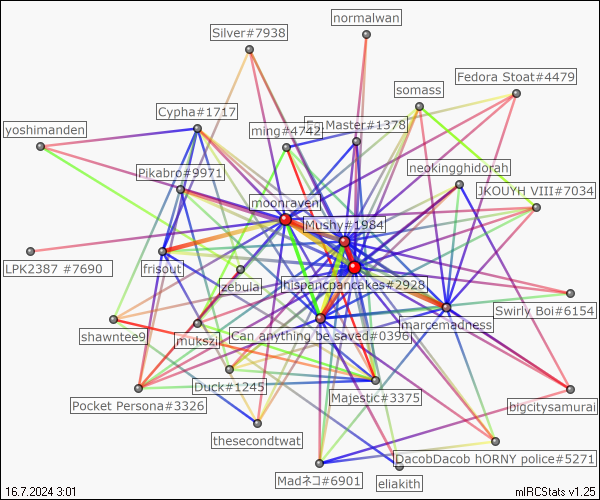 normalwan
Silver#7938
Fedora Stoat#4479
somass
Cypha#1717
Master#1378
yoshimanden
ming#4742
neokingghidorah
Pikabro#9971
JKOUYH VIII#7034
moonraven
Mushy#1984
LPK2387 #7690
frisout
hispanicpancakes#2928
zebula
Swirly Boi#6154
marcemadness
Can anything be saved#0396
shawntee9
mukszi
Duck#1245
Majestic#3375
Pocket Persona#3326
bigcitysamurai
thesecondtwat
DacobDacob hORNY police#5271
Madネコ#6901
eliakith
16.7.2024 3:01
mIRCStats v1.25